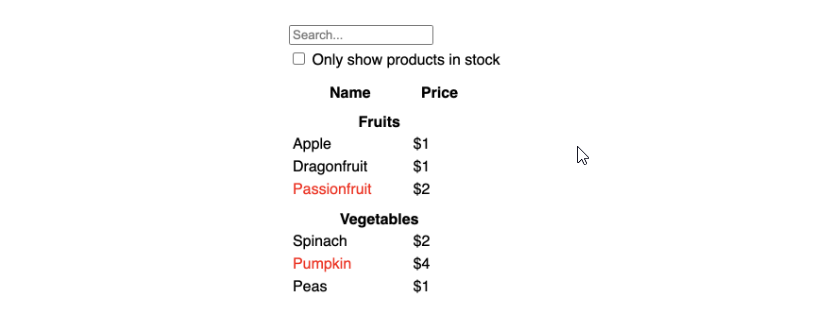 Search...
Only show products in stock
Name Price
Fruits
Apple $1
Dragonfruit $1
Passionfruit $2
Vegetables
Spinach $2
Pumpkin $4
Peas $1